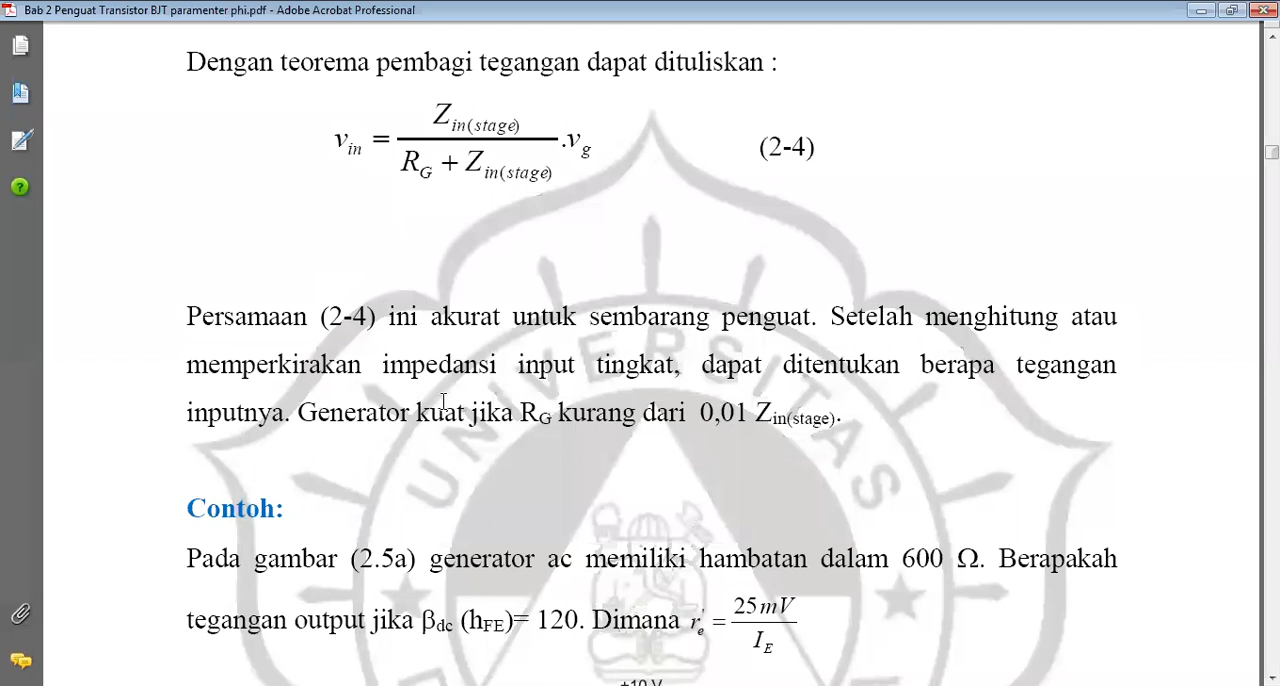 Bab 2 Penguat Transistor BJT paramenter phi.pdf - Adobe Acrobat Professional
Dengan teorema pembagi tegangan dapat dituliskan :
v_in = Z_in(stage) / (R_G + Z_in(stage)) .v_g (2-4)
Persamaan (2-4) ini akurat untuk sembarang penguat. Setelah menghitung atau
memperkirakan impedansi input tingkat, dapat ditentukan berapa tegangan
inputnya. Generator kuat jika R_G kurang dari 0,01 Z_in(stage).
Contoh:
Pada gambar (2.5a) generator ac memiliki hambatan dalam 600 Ω. Berapakah
tegangan output jika β_dc (h_FE)= 120. Dimana r'_e = 25mV / I_E
+10 V
UNIVERSITAS